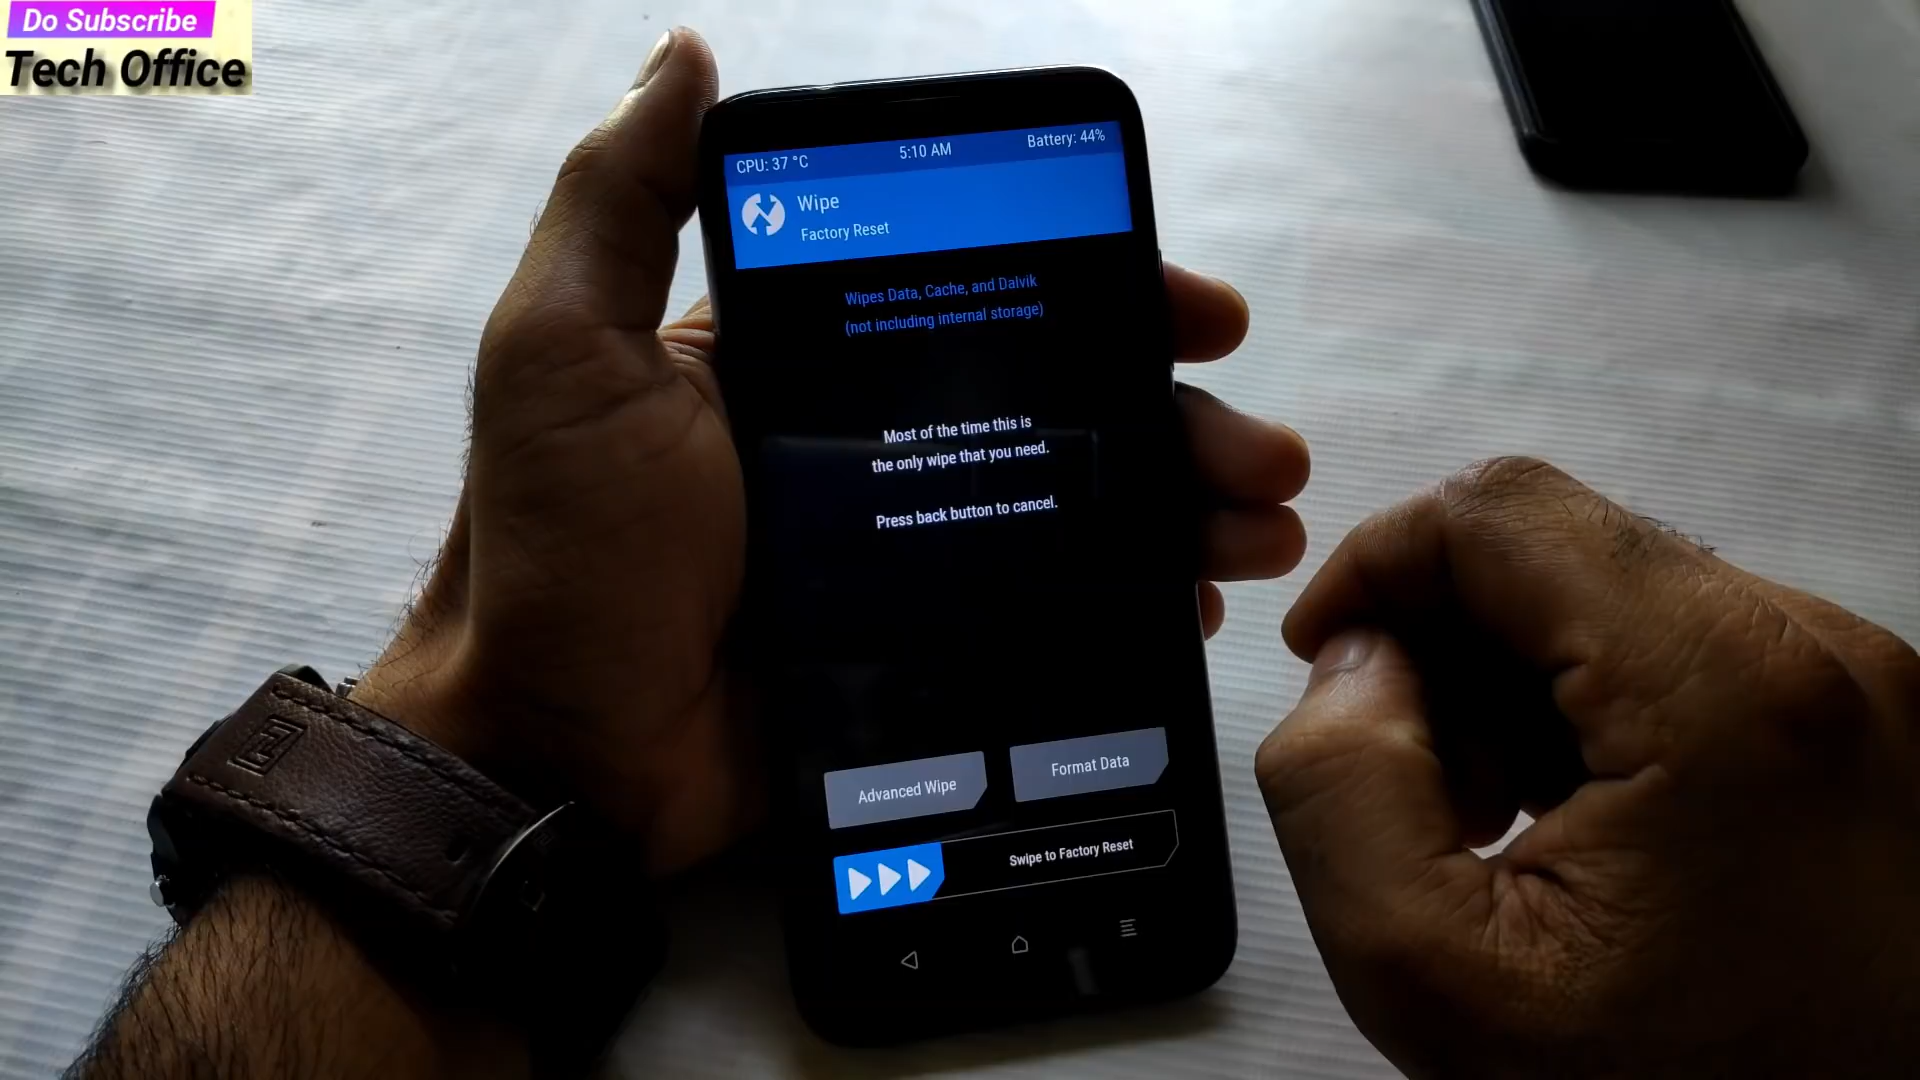 Do Subscribe
Tech Office
CPU: 37 °C
5:10 AM
Battery: 44%
Wipe
Factory Reset
Wipes Data, Cache, and Dalvik
(not including internal storage)
Most of the time this is
the only wipe that you need.
Press back button to cancel.
Advanced Wipe
Format Data
Swipe to Factory Reset